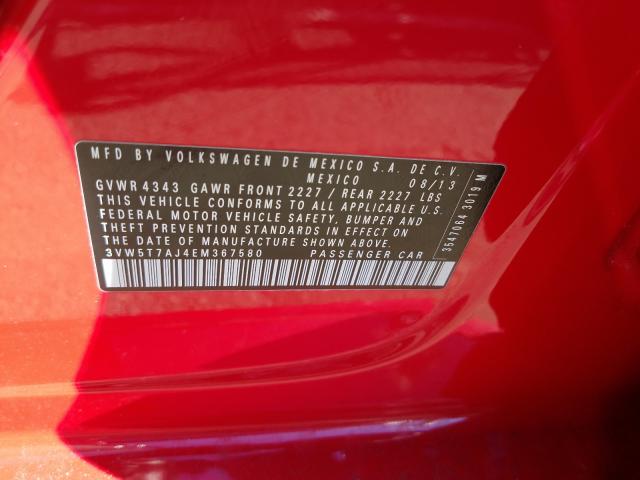 MFD BY VOLKSWAGEN DE MEXICO S.A. DE C.V.
MEXICO 08/13
GVWR 4343 GAWR FRONT 2227 / REAR 2227 LBS
THIS VEHICLE CONFORMS TO ALL APPLICABLE U.S.
FEDERAL MOTOR VEHICLE SAFETY, BUMPER AND
THEFT PREVENTION STANDARDS IN EFFECT ON
THE DATE OF MANUFACTURE SHOWN ABOVE.
3VW5T7AJ4EM367580 PASSENGER CAR
3547064 3019 M